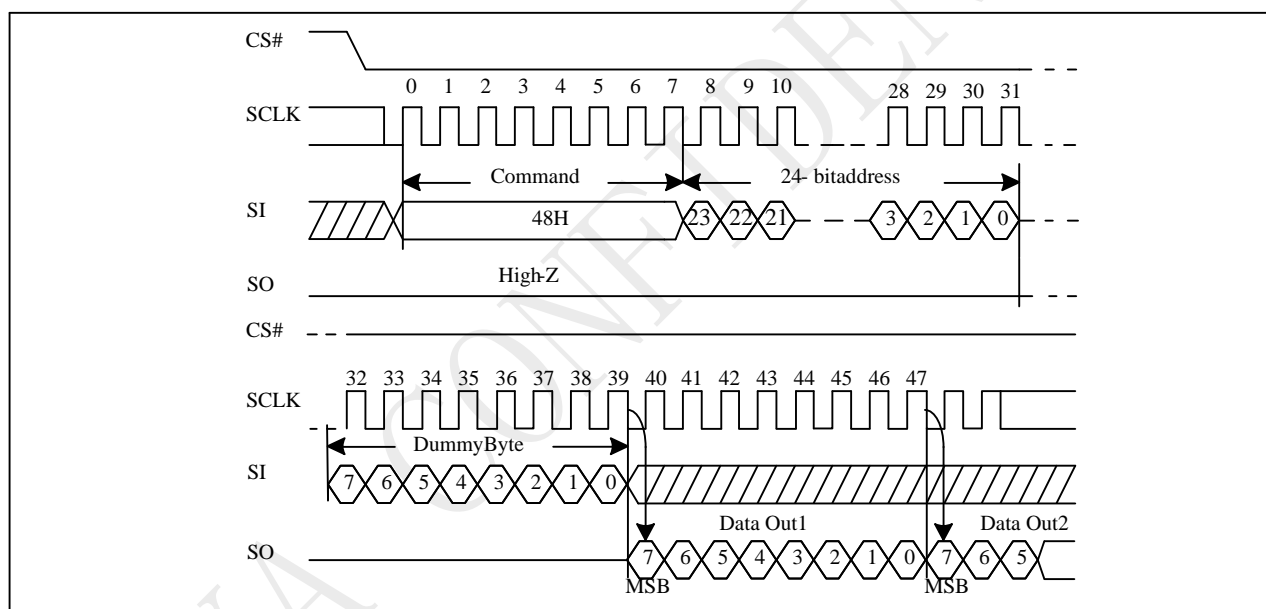 CS#
0 1 2 3 4 5 6 7 8 9 10 28 29 30 31
SCLK
Command 24- bitaddress
SI 48H 23 22 21 3 2 1 0
High-Z
SO
CS#
32 33 34 35 36 37 38 39 40 41 42 43 44 45 46 47
SCLK
DummyByte
SI 7 6 5 4 3 2 1 0
Data Out1 Data Out2
SO 7 6 5 4 3 2 1 0 7 6 5
MSB MSB
NA CONFIDEN